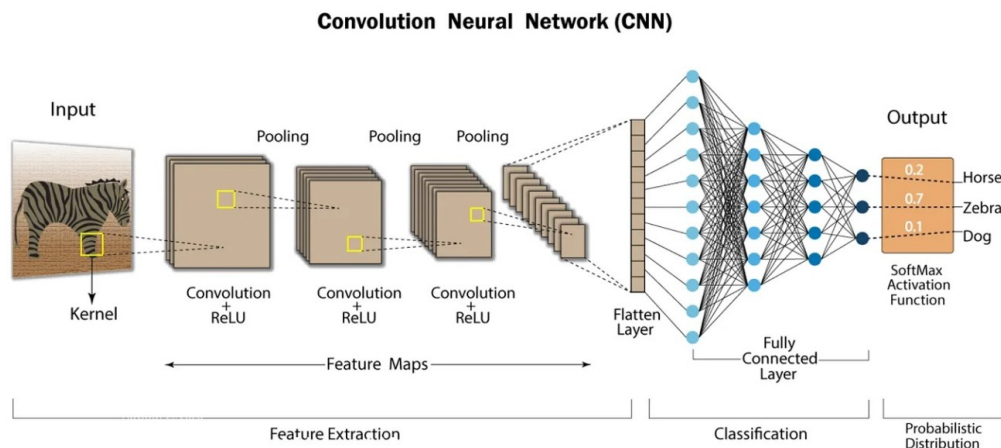 Convolution Neural Network (CNN)
Input
Pooling
Pooling
Pooling
Output
Kernel
Convolution
+
ReLU
Convolution
+
ReLU
Convolution
+
ReLU
Flatten
Layer
0.2
0.7
0.1
Horse
Zebra
Dog
SoftMax
Activation
Function
Feature Maps
Fully
Connected
Layer
Feature Extraction
Classification
Probabilistic
Distribution